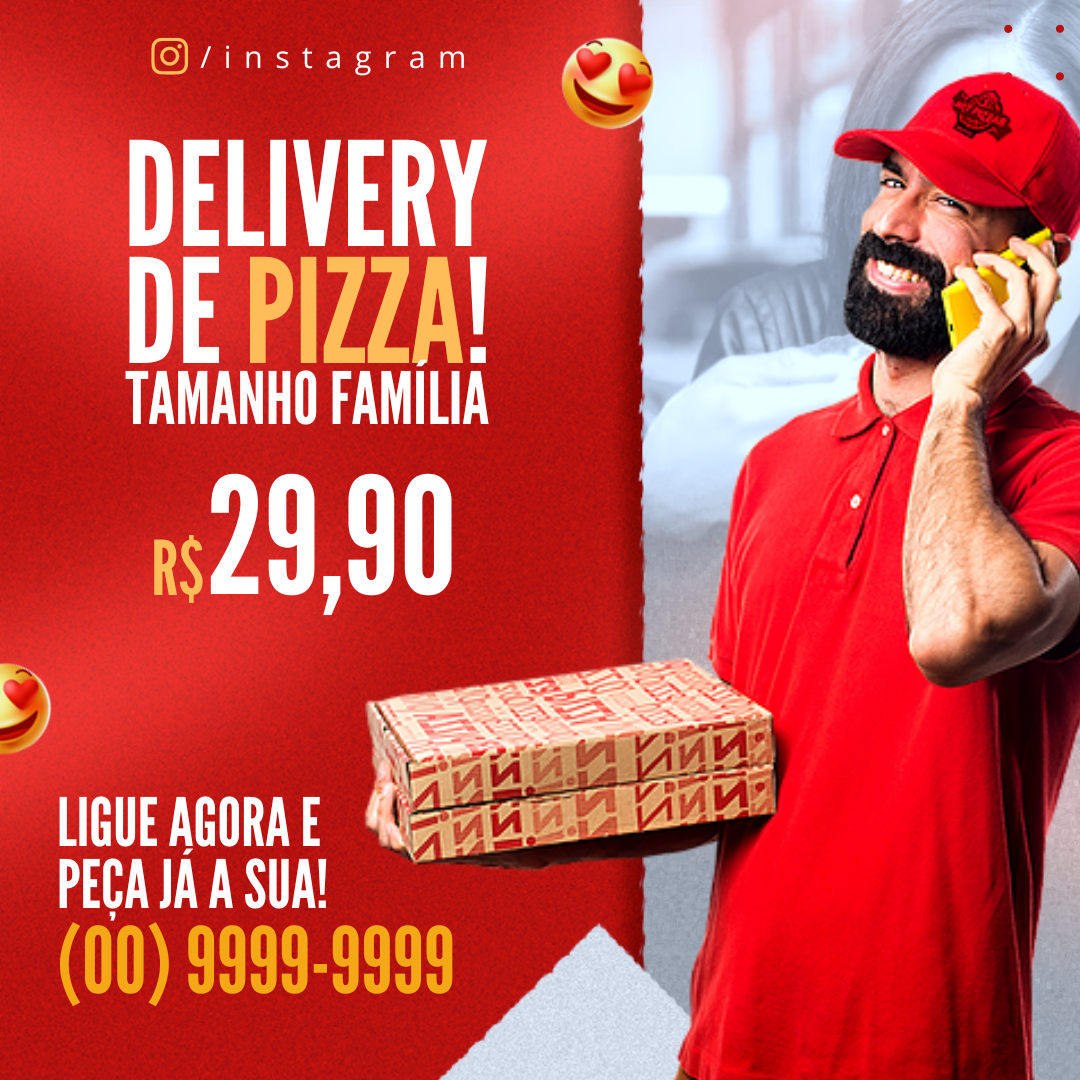 /instagram
DELIVERY
DE PIZZA!
TAMANHO FAMÍLIA
R$29,90
LIGUE AGORA E
PEÇA JÁ A SUA!
(00) 9999-9999